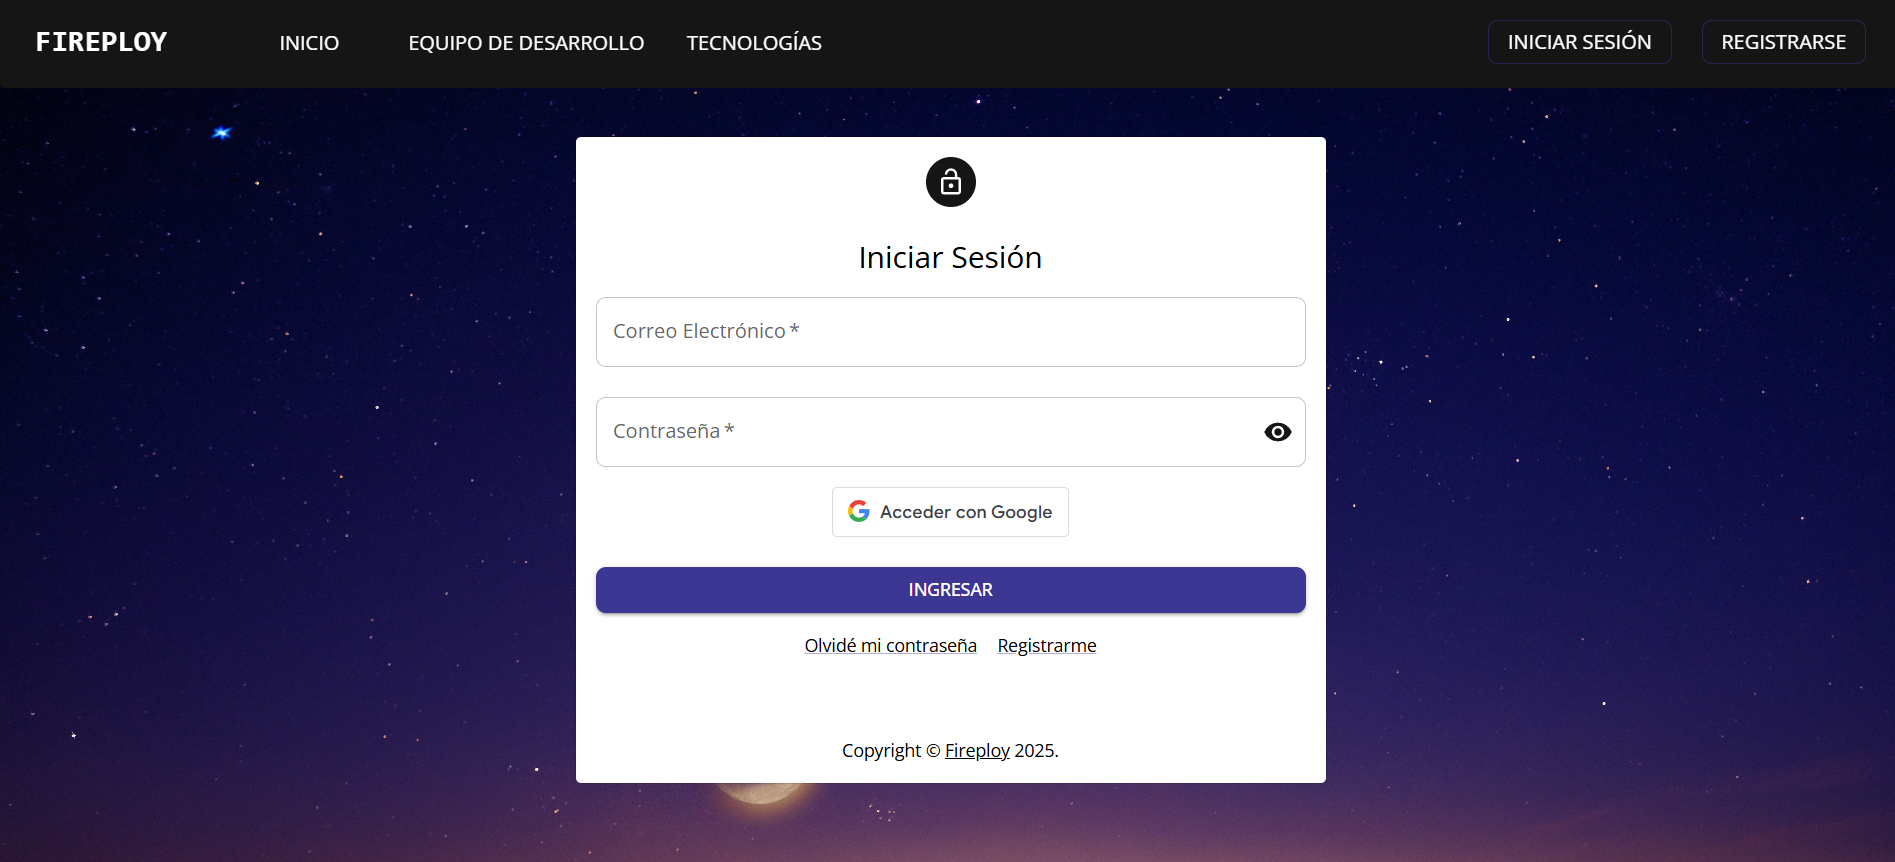 FIREPLOY
INICIO
EQUIPO DE DESARROLLO
TECNOLOGÍAS
INICIAR SESIÓN
REGISTRARSE
Iniciar Sesión
Correo Electrónico *
Contraseña *
Acceder con Google
INGRESAR
Olvidé mi contraseña
Registrarme
Copyright © Fireploy 2025.